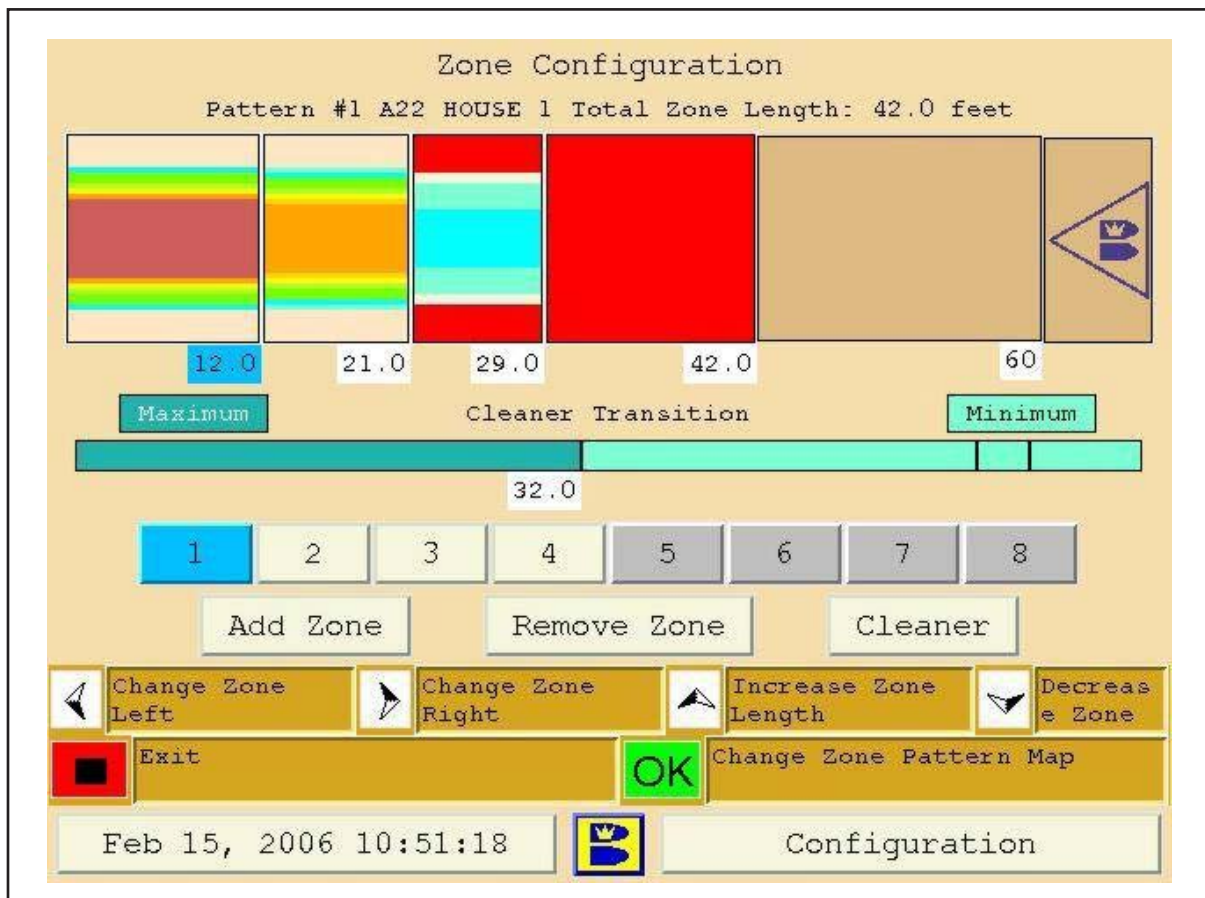 Zone Configuration
Pattern #1 A22 HOUSE 1 Total Zone Length: 42.0 feet
12.0 21.0 29.0 42.0 60
Maximum Cleaner Transition Minimum
32.0
1 2 3 4 5 6 7 8
Add Zone Remove Zone Cleaner
Change Zone Left
Change Zone Right
Increase Zone Length
Decreas
e Zone
Exit
OK Change Zone Pattern Map
Feb 15, 2006 10:51:18 Configuration